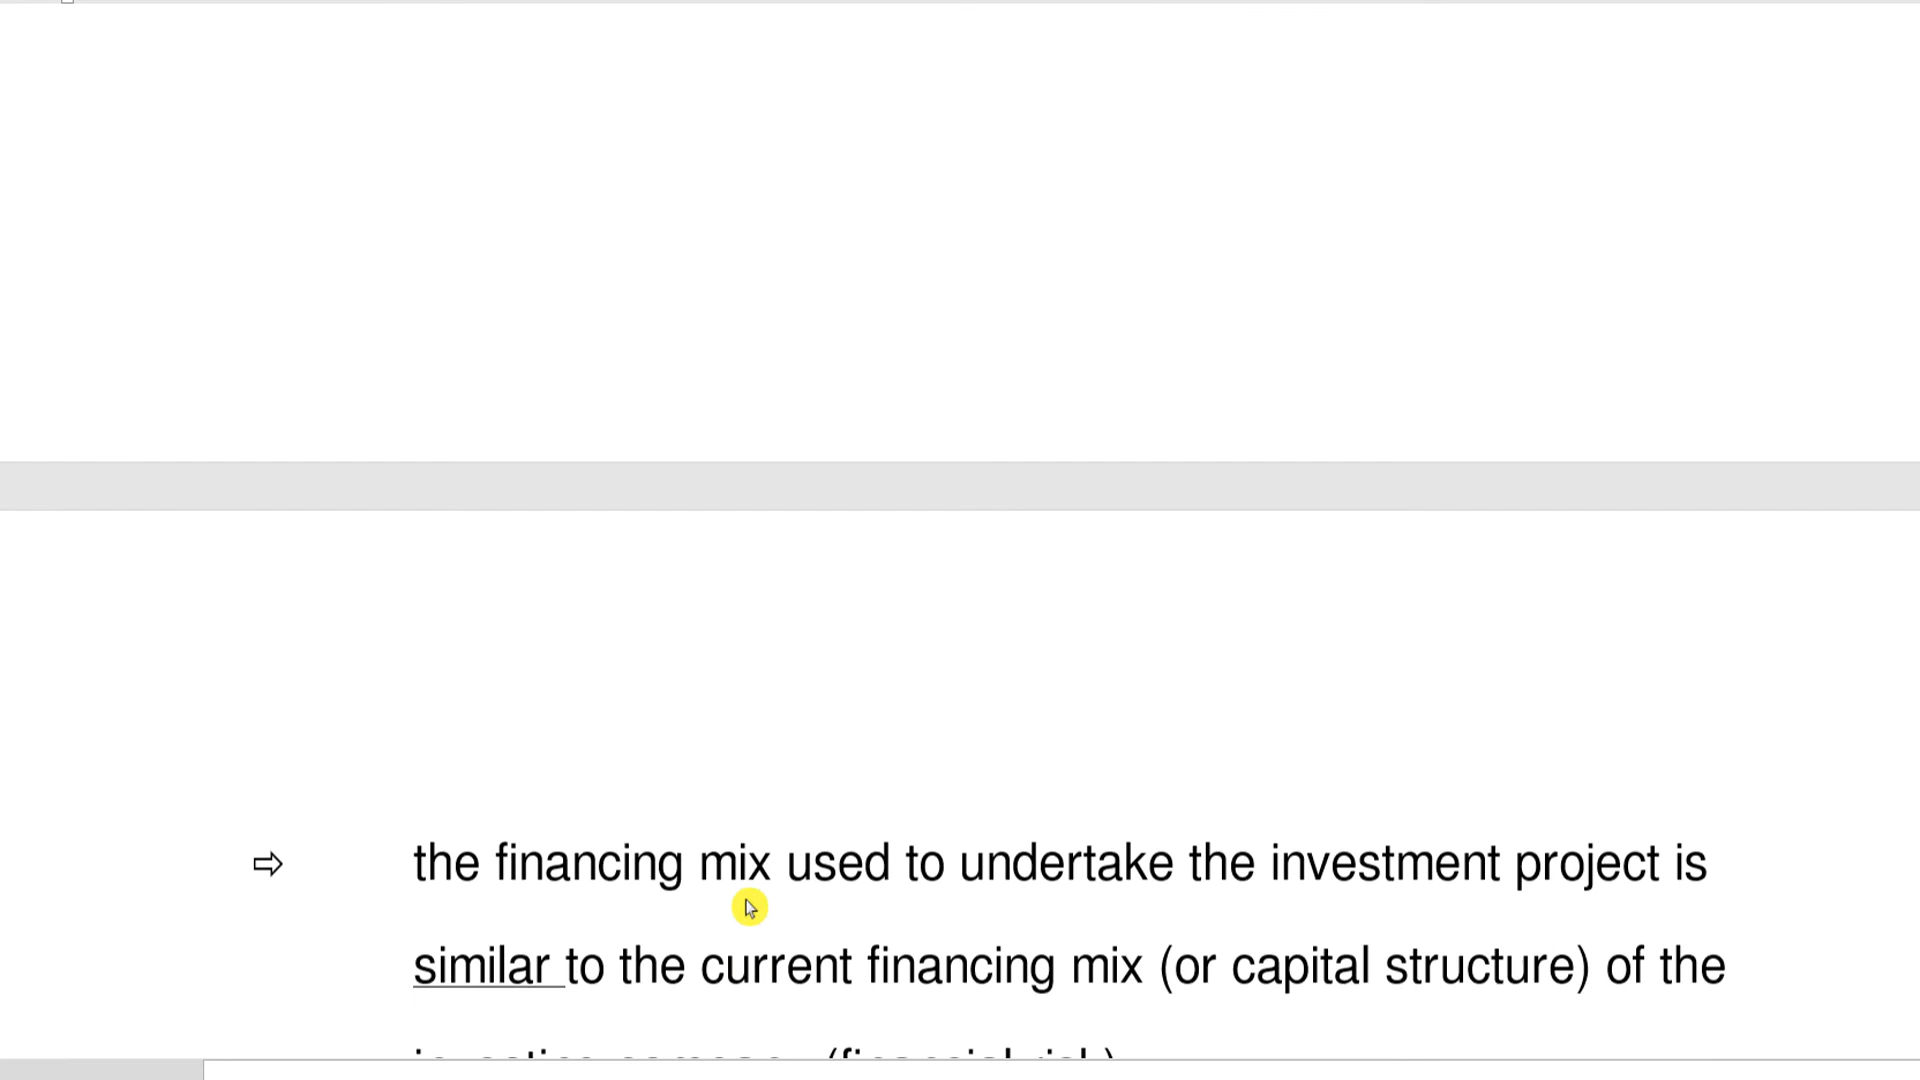 ⇨ the financing mix used to undertake the investment project is
similar to the current financing mix (or capital structure) of the